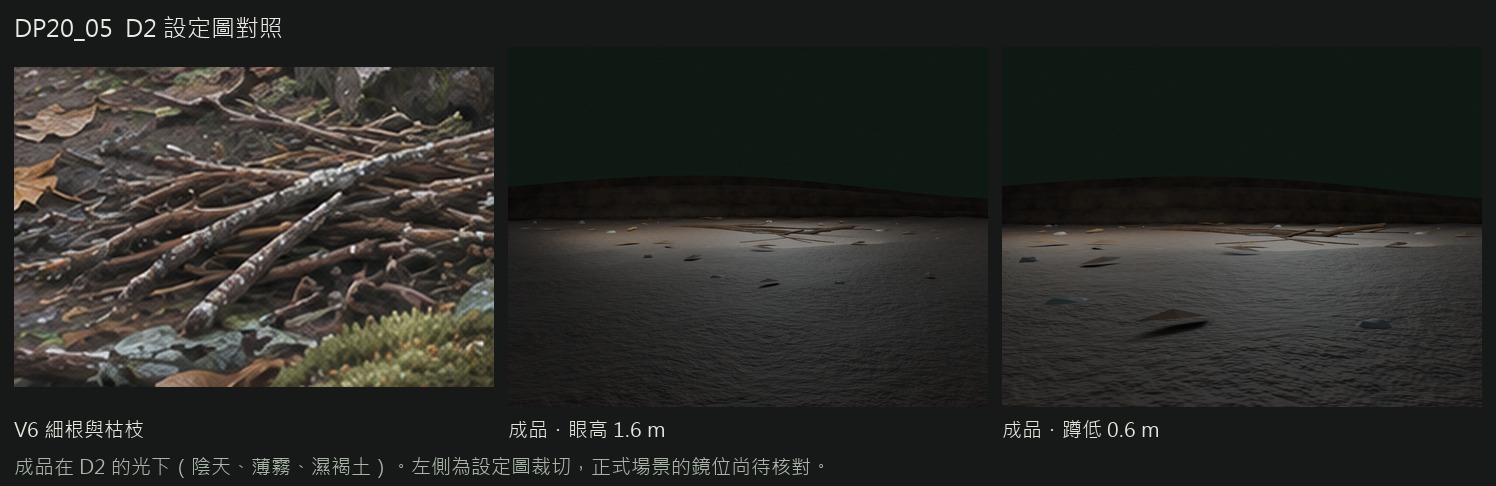 DP20_05 D2 設定圖對照
V6 細根與枯枝
成品 · 眼高 1.6 m
成品 · 蹲低 0.6 m
成品在 D2 的光下（陰天、薄霧、濕褐土）。左側為設定圖裁切，正式場景的鏡位尚待核對。